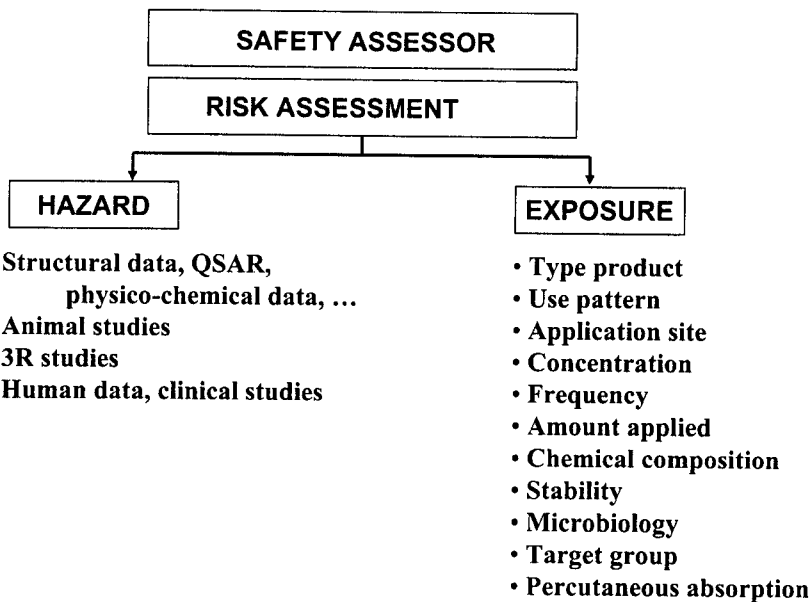 SAFETY ASSESSOR
RISK ASSESSMENT
HAZARD
Structural data, QSAR,
physico-chemical data, ...
Animal studies
3R studies
Human data, clinical studies
EXPOSURE
• Type product
• Use pattern
• Application site
• Concentration
• Frequency
• Amount applied
• Chemical composition
• Stability
• Microbiology
• Target group
• Percutaneous absorption